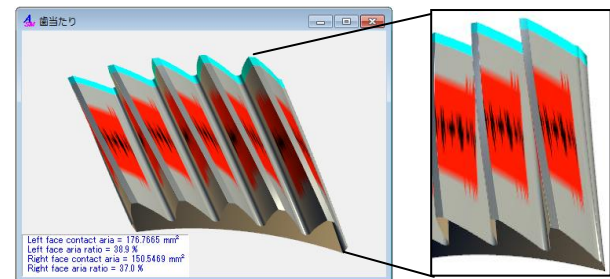 歯当たり
Left face contact aria = 176.7665 mm²
Left face aria ratio = 38.9 %
Right face contact aria = 150.5469 mm²
Right face aria ratio = 37.0 %